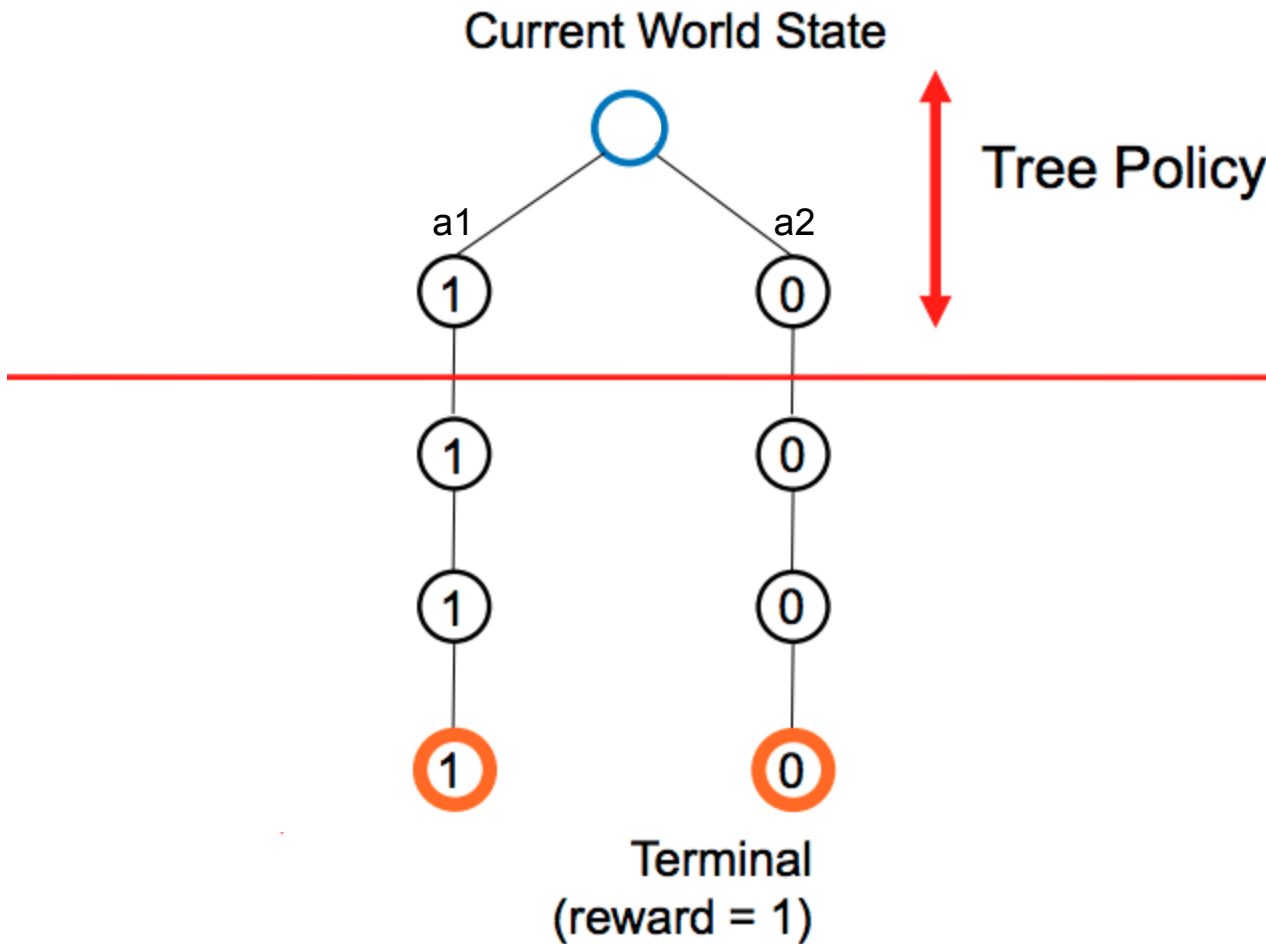 Current World State
Tree Policy
a1 a2
1 0
1 0
1 0
1 0
Terminal
(reward = 1)